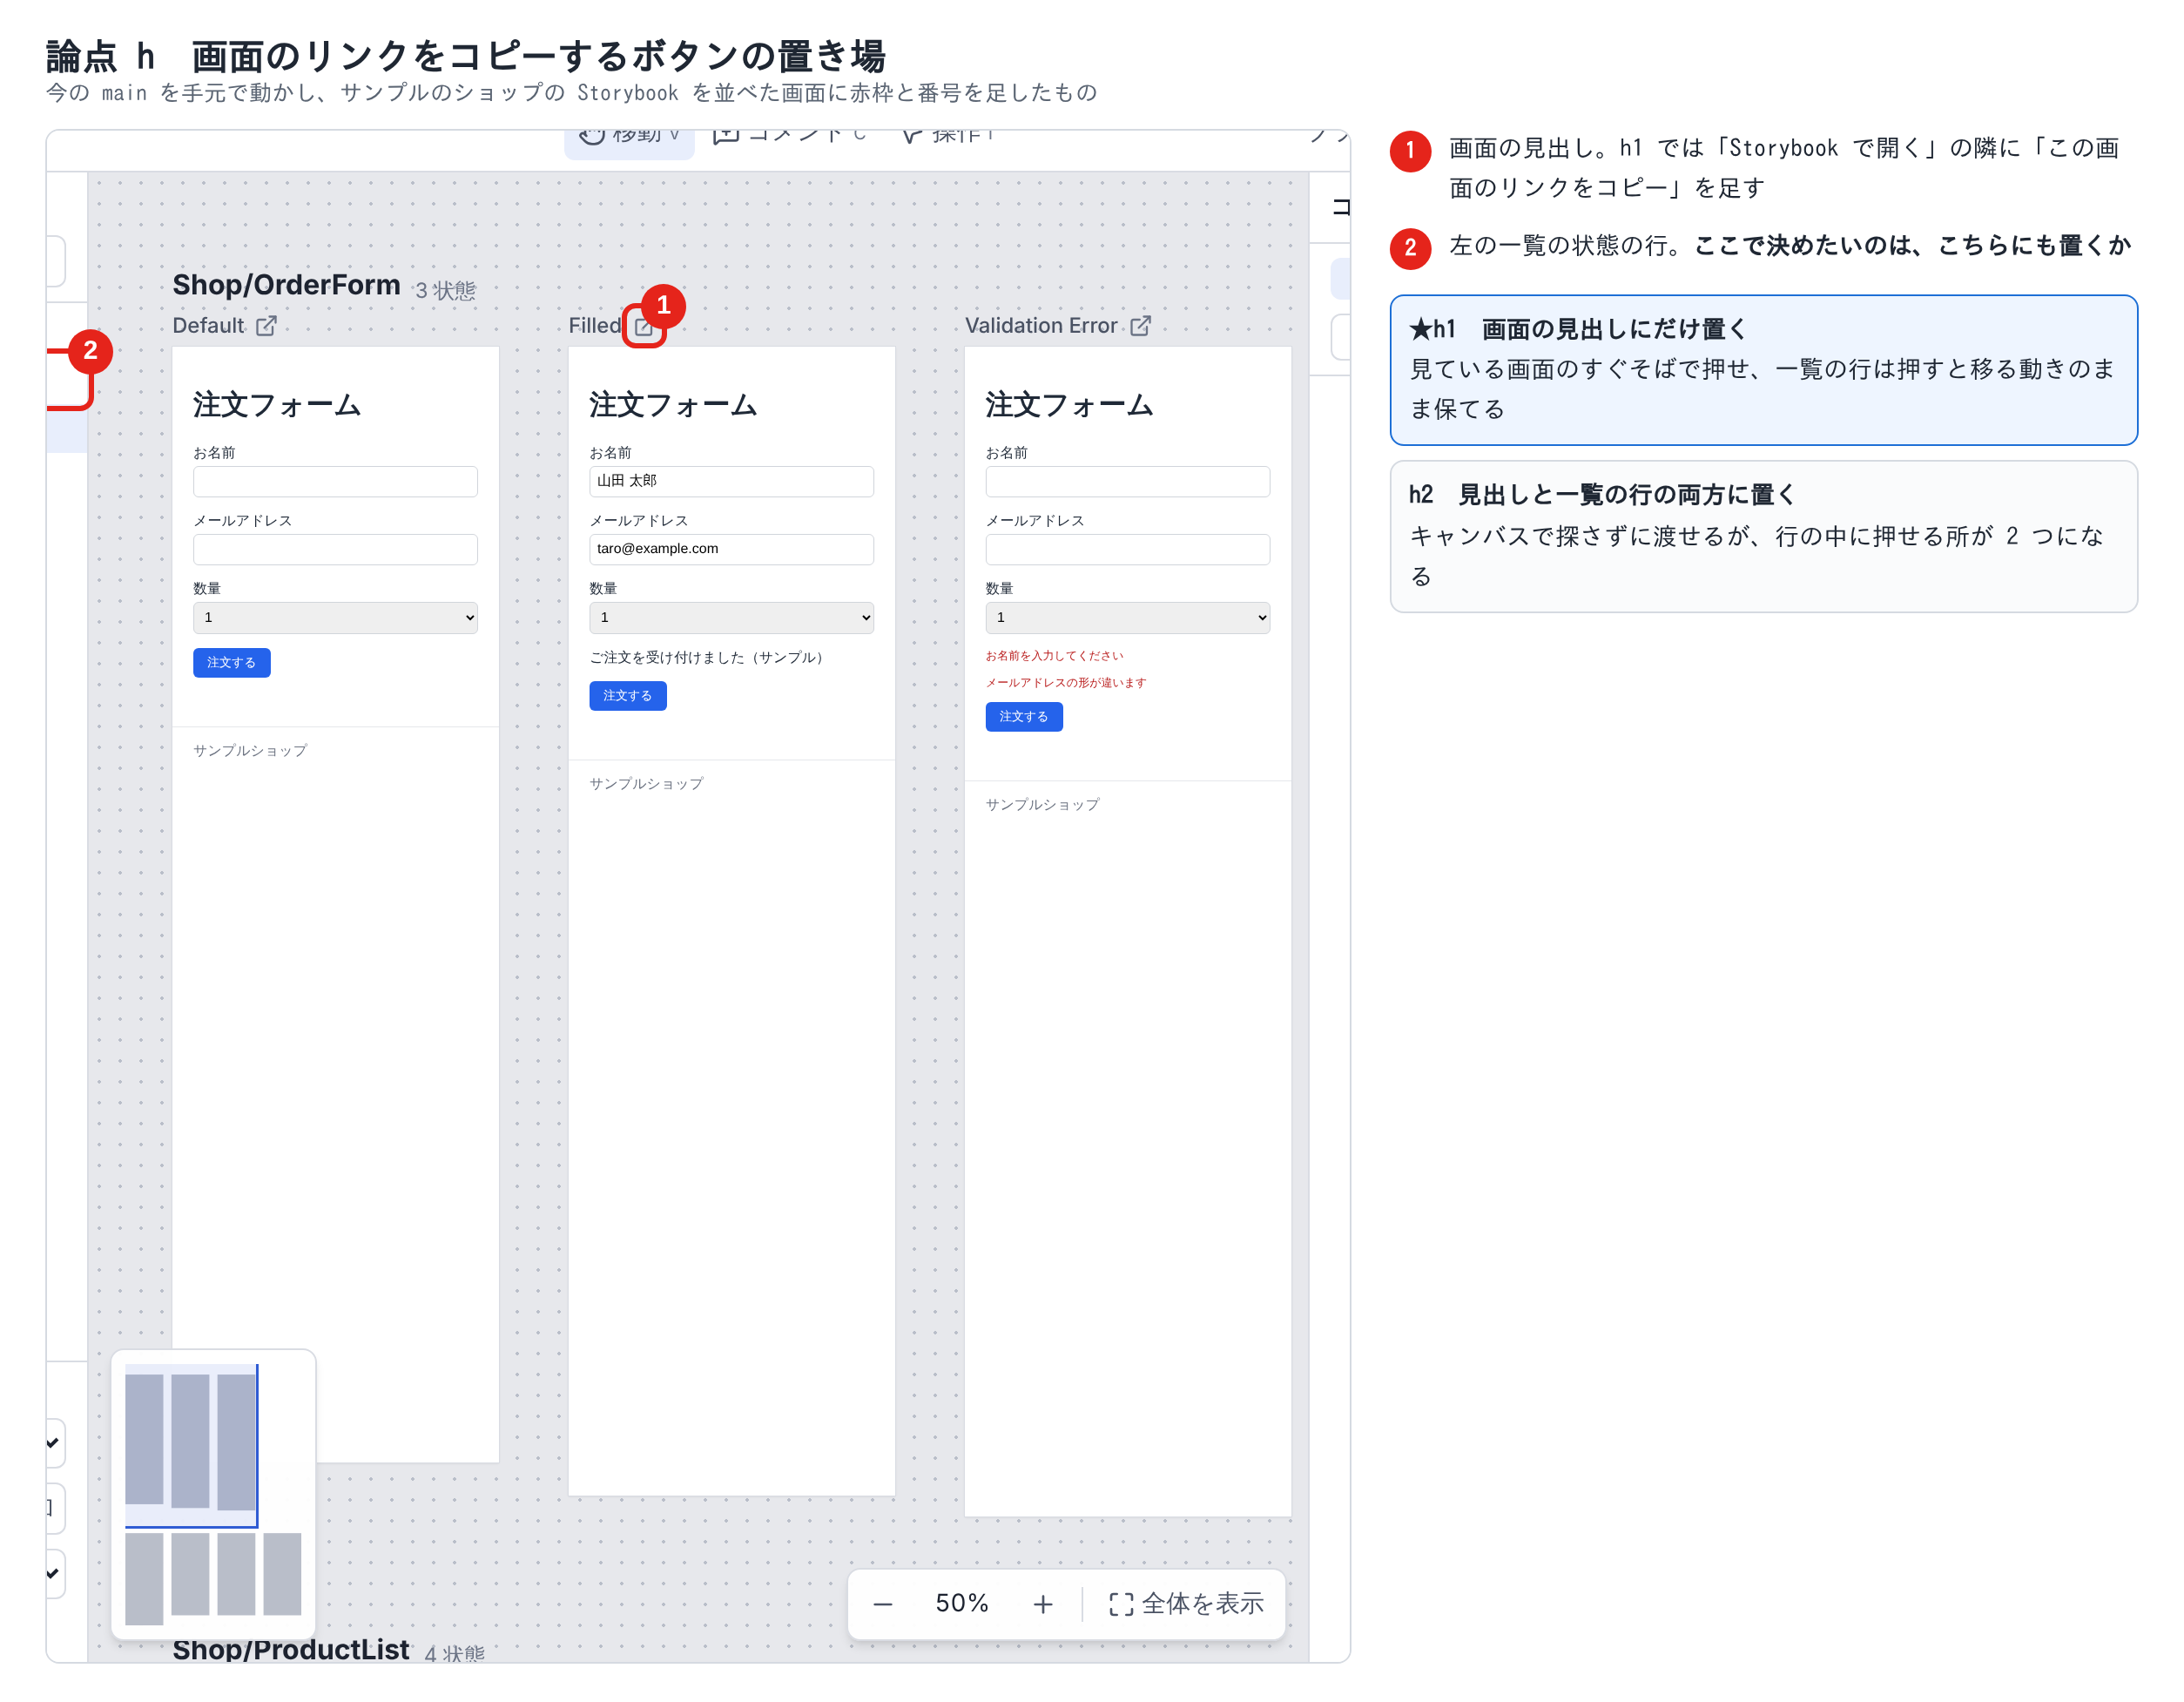 論点 h　画面のリンクをコピーするボタンの置き場
今の main を手元で動かし、サンプルのショップの Storybook を並べた画面に赤枠と番号を足したもの
移動 V
コメント C
操作 I
Shop/OrderForm 3 状態
Default
Filled
Validation Error
1
2
注文フォーム
お名前
メールアドレス
数量
1
注文する
サンプルショップ
注文フォーム
お名前
山田 太郎
メールアドレス
taro@example.com
数量
1
ご注文を受け付けました（サンプル）
注文する
サンプルショップ
注文フォーム
お名前
メールアドレス
数量
1
お名前を入力してください
メールアドレスの形が違います
注文する
サンプルショップ
50%
全体を表示
Shop/ProductList 4 状態
1 画面の見出し。h1 では「Storybook で開く」の隣に「この画
面のリンクをコピー」を足す
2 左の一覧の状態の行。ここで決めたいのは、こちらにも置くか
★h1　画面の見出しにだけ置く
見ている画面のすぐそばで押せ、一覧の行は押すと移る動きのま
ま保てる
h2　見出しと一覧の行の両方に置く
キャンバスで探さずに渡せるが、行の中に押せる所が 2 つにな
る